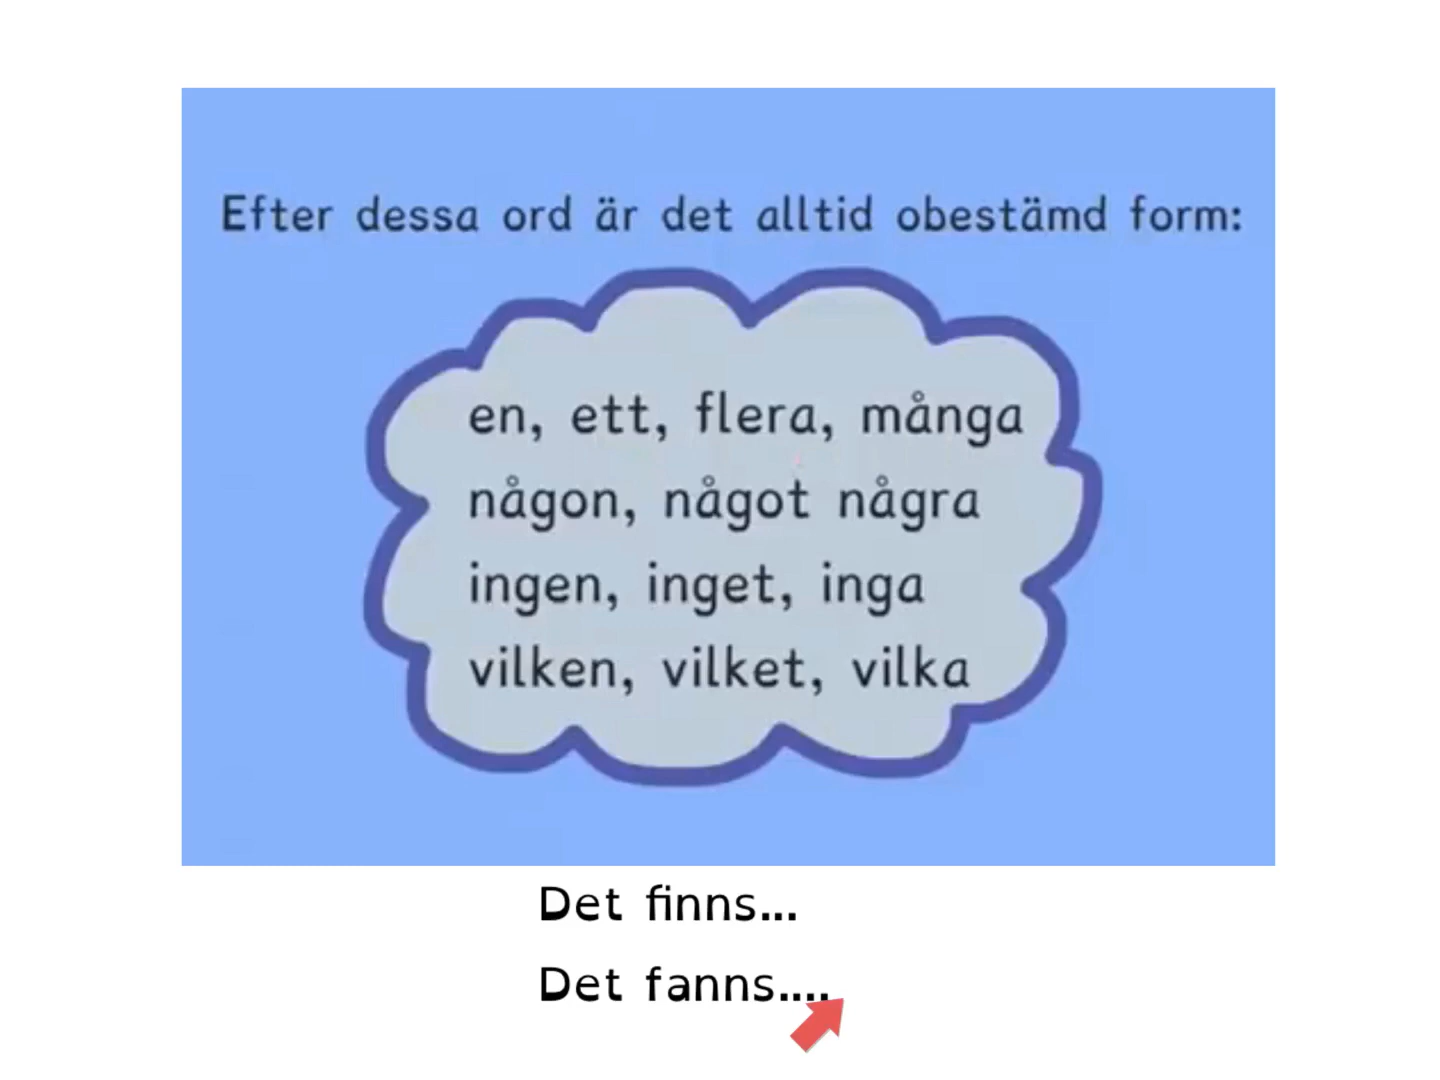 Efter dessa ord är det alltid obestämd form:
en, ett, flera, många
någon, något några
ingen, inget, inga
vilken, vilket, vilka
Det finns...
Det fanns....